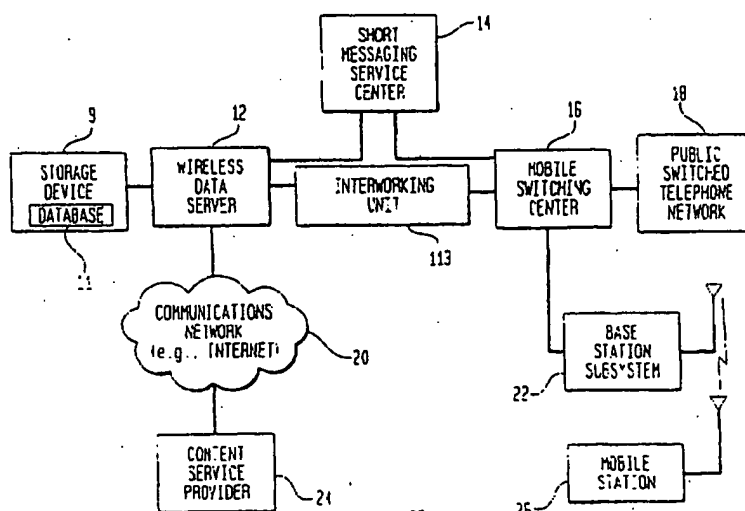 SHORT
MESSAGING
SERVICE
CENTER
14
9
STORAGE
DEVICE
DATABASE
11
12
WIRELESS
DATA
SERVER
INTERWORKING
UNIT
113
16
MOBILE
SWITCHING
CENTER
18
PUBLIC
SWITCHED
TELEPHONE
NETWORK
COMMUNICATIONS
NETWORK
(e.g., INTERNET)
20
BASE
STATION
SUBSYSTEM
22
CONTENT
SERVICE
PROVIDER
24
MOBILE
STATION